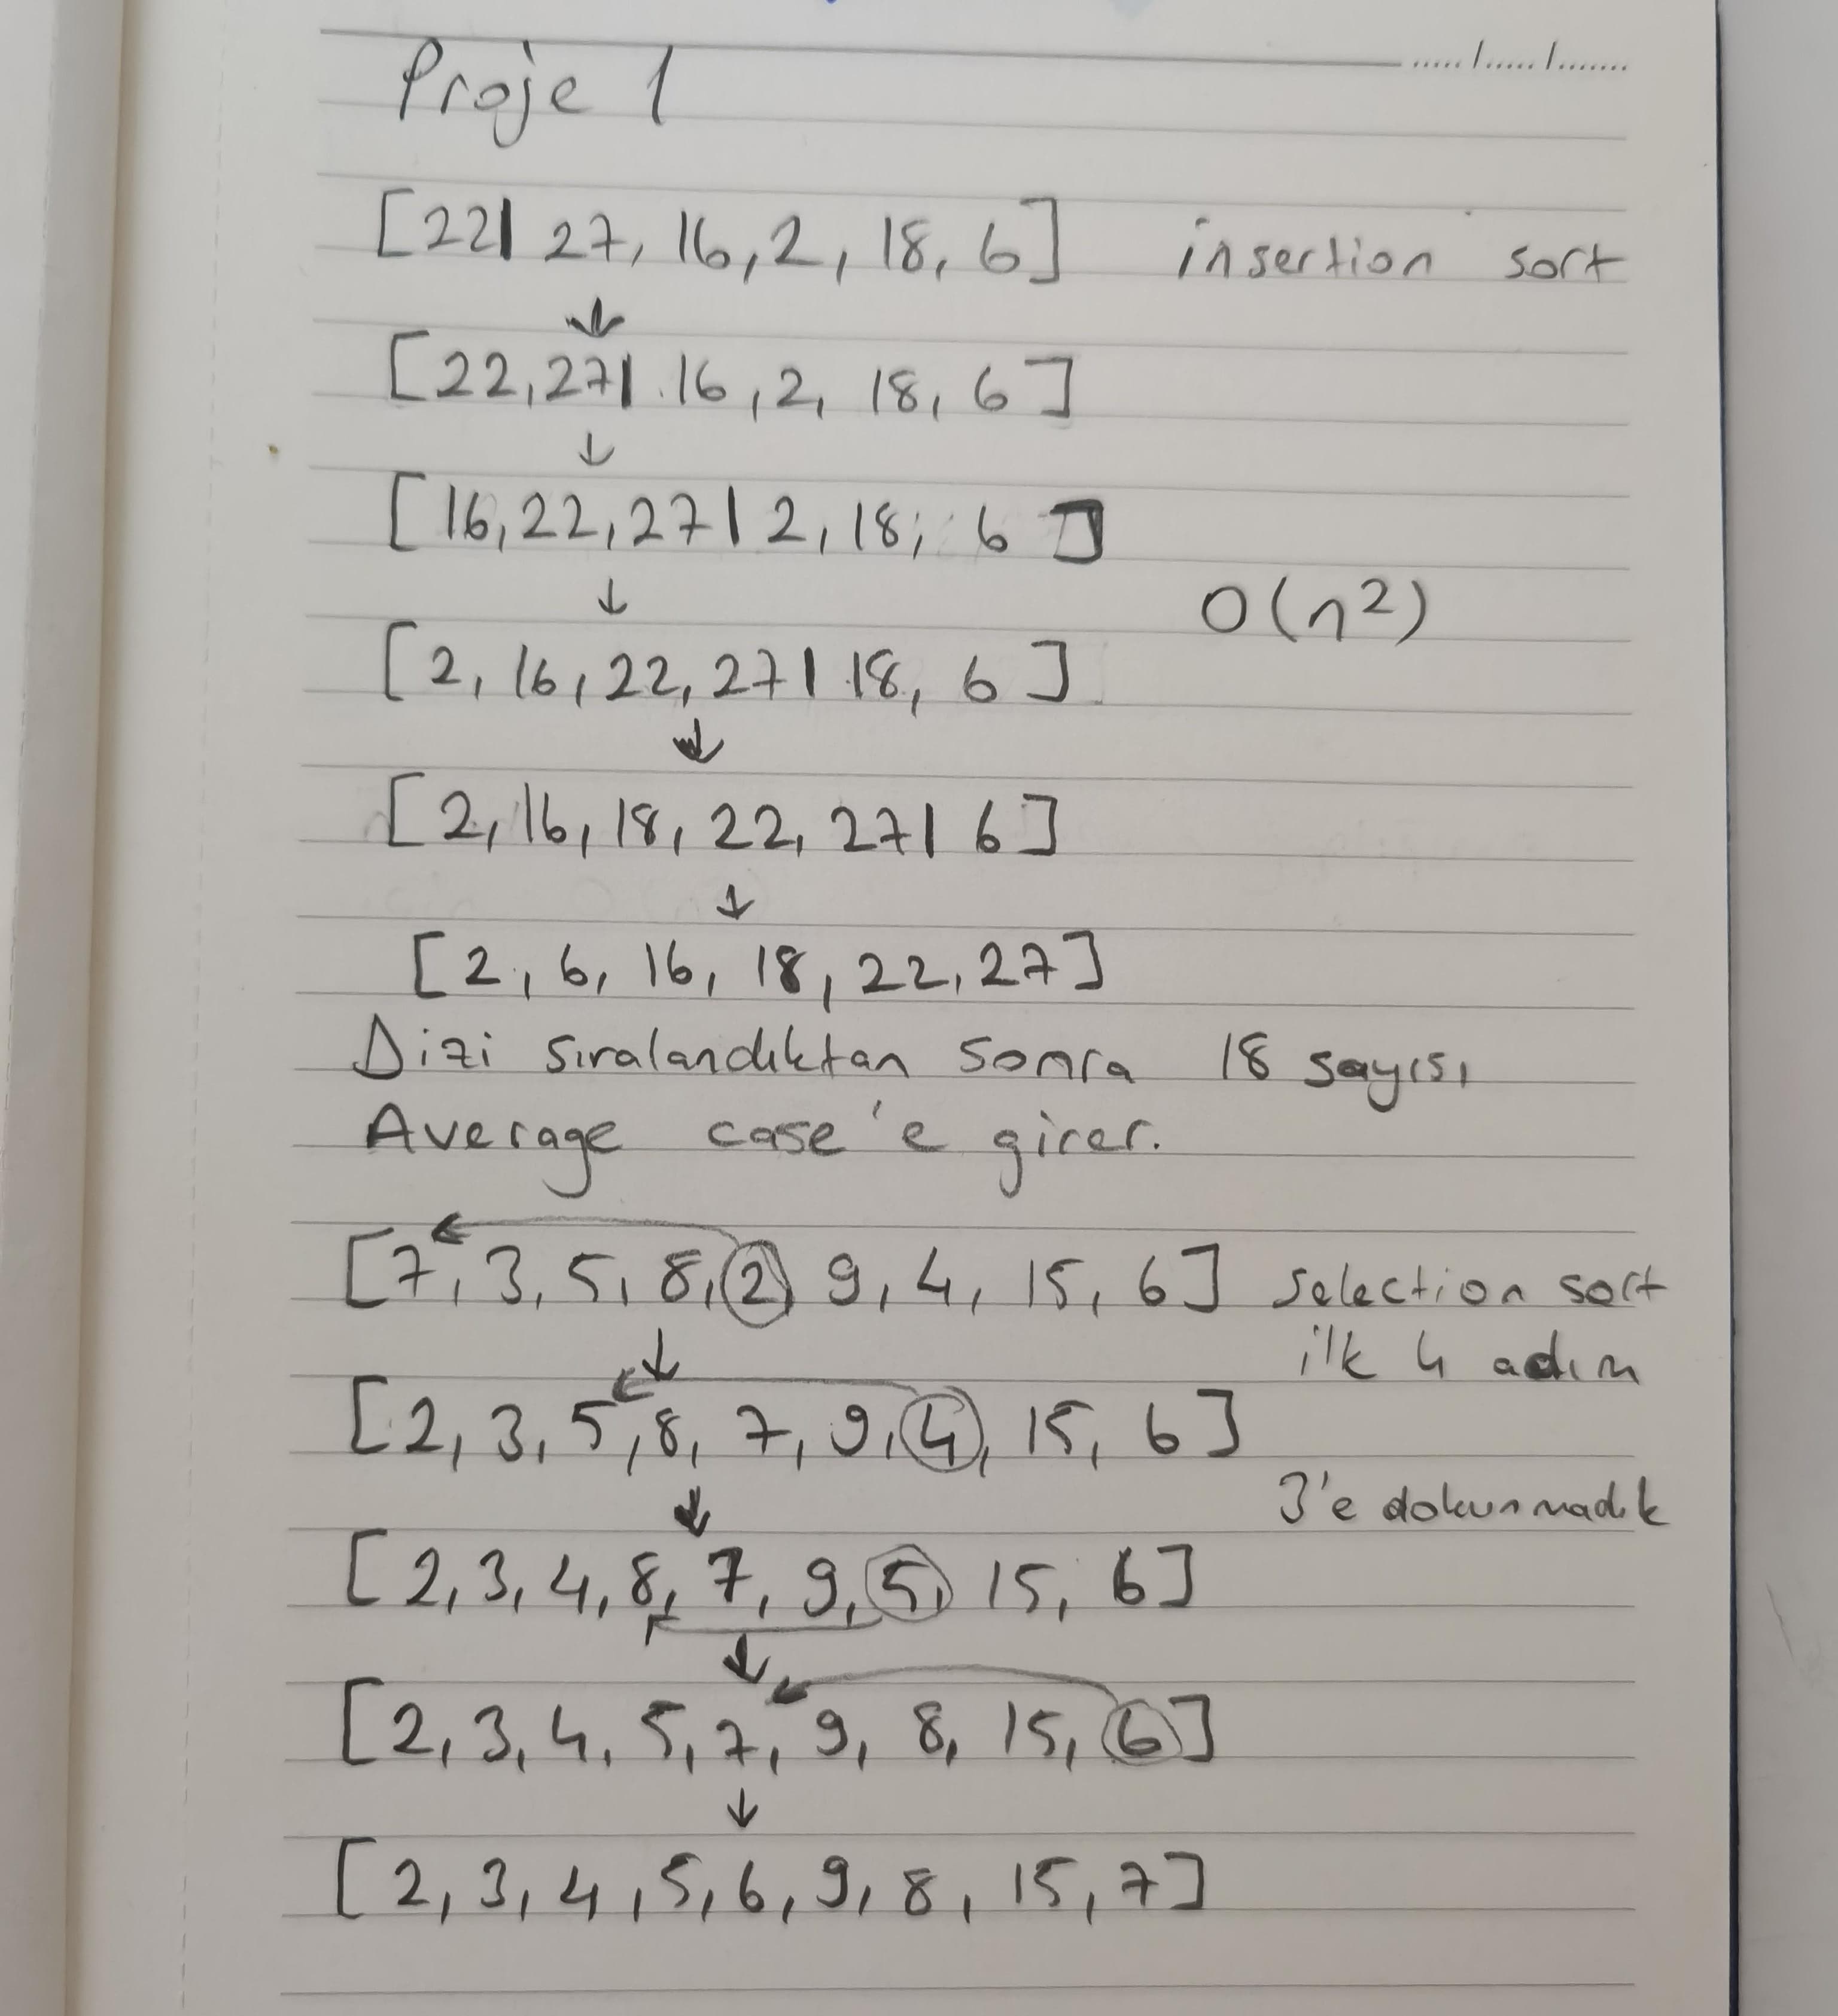 ...../...../.......
Proje 1
[22| 27, 16, 2, 18, 6] insertion sort
↓
[22, 27| 16, 2, 18, 6]
↓
[16, 22, 27 | 2, 18, 6]
↓
O(n²)
[2, 16, 22, 27 | 18, 6]
↓
[2, 16, 18, 22, 27 | 6]
↓
[2, 6, 16, 18, 22, 27]
Dizi sıralandıktan sonra 18 sayısı
Average case'e girer.
[7, 3, 5, 8, 2, 9, 4, 15, 6] Selection sort
↓ ilk 4 adım
[2, 3, 5, 8, 7, 9, 4, 15, 6]
↓ 3'e dokunmadık
[2, 3, 4, 8, 7, 9, 5, 15, 6]
↓
[2, 3, 4, 5, 7, 9, 8, 15, 6]
↓
[2, 3, 4, 5, 6, 9, 8, 15, 7]